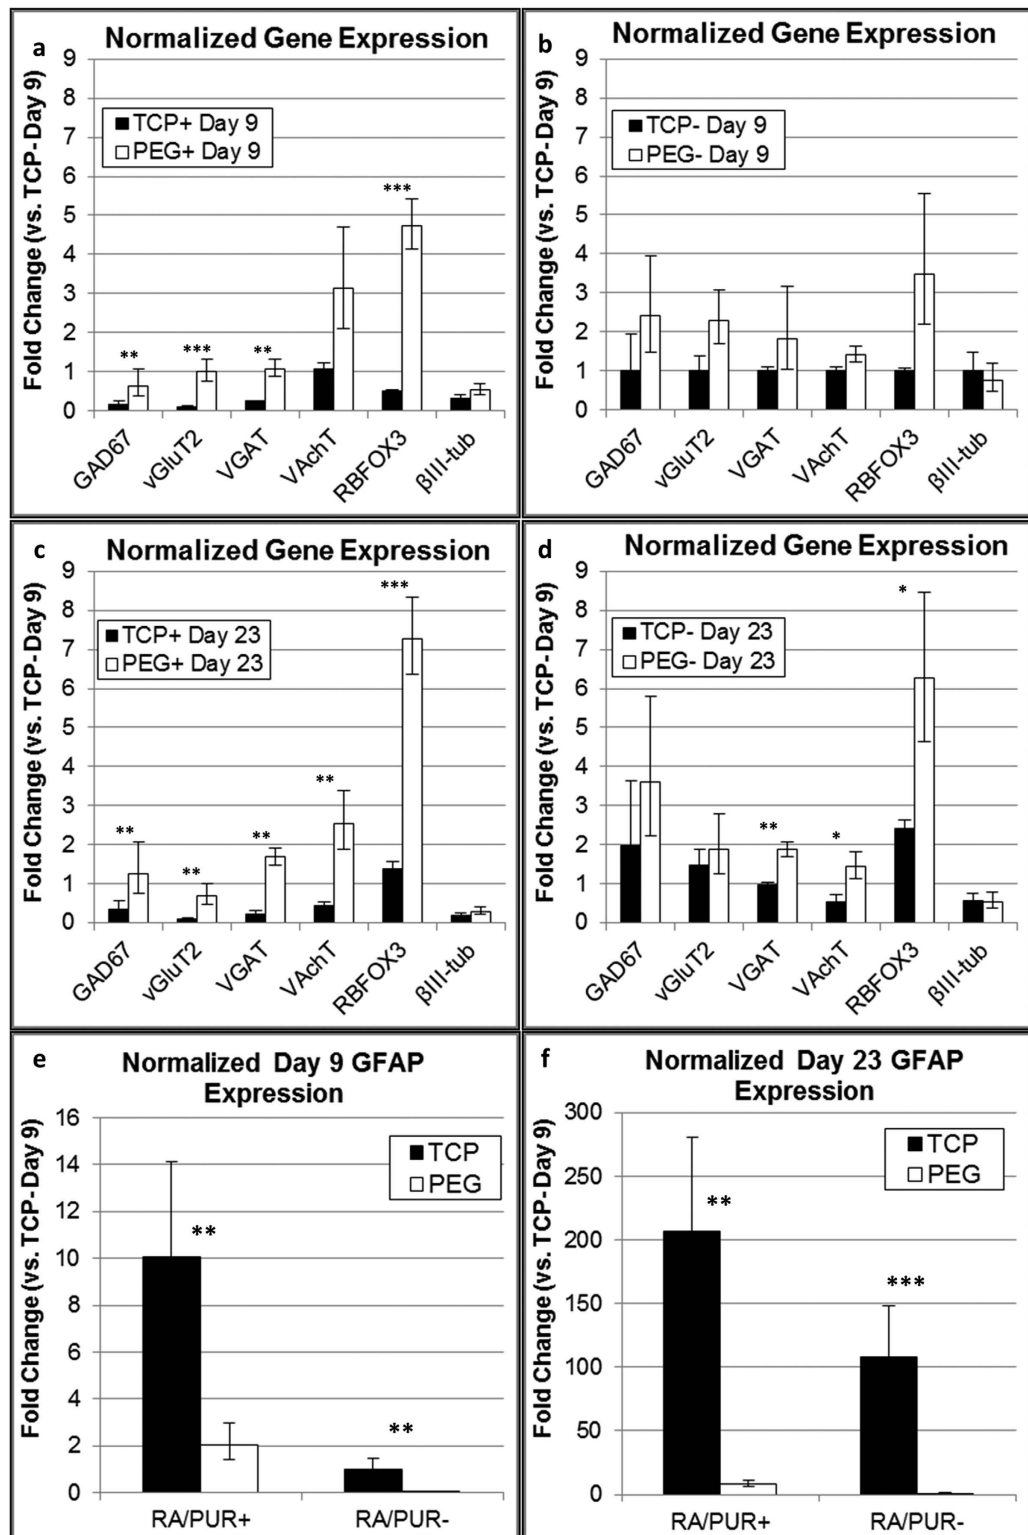 a
Normalized Gene Expression
Fold Change (vs. TCP-Day 9)
9
8
7
6
5
4
3
2
1
0
TCP+ Day 9
PEG+ Day 9
**
***
**
***
GAD67
vGluT2
VGAT
VAchT
RBFOX3
βIII-tub
b
Normalized Gene Expression
Fold Change (vs. TCP-Day 9)
9
8
7
6
5
4
3
2
1
0
TCP- Day 9
PEG- Day 9
GAD67
vGluT2
VGAT
VAchT
RBFOX3
βIII-tub
c
Normalized Gene Expression
Fold Change (vs. TCP-Day 9)
9
8
7
6
5
4
3
2
1
0
TCP+ Day 23
PEG+ Day 23
**
**
**
**
***
GAD67
vGluT2
VGAT
VAchT
RBFOX3
βIII-tub
d
Normalized Gene Expression
Fold Change (vs. TCP-Day 9)
9
8
7
6
5
4
3
2
1
0
TCP- Day 23
PEG- Day 23
**
*
*
GAD67
vGluT2
VGAT
VAchT
RBFOX3
βIII-tub
e
Normalized Day 9 GFAP
Expression
Fold Change (vs. TCP-Day 9)
16
14
12
10
8
6
4
2
0
TCP
PEG
**
**
RA/PUR+
RA/PUR-
f
Normalized Day 23 GFAP
Expression
Fold Change (vs. TCP-Day 9)
300
250
200
150
100
50
0
TCP
PEG
**
***
RA/PUR+
RA/PUR-